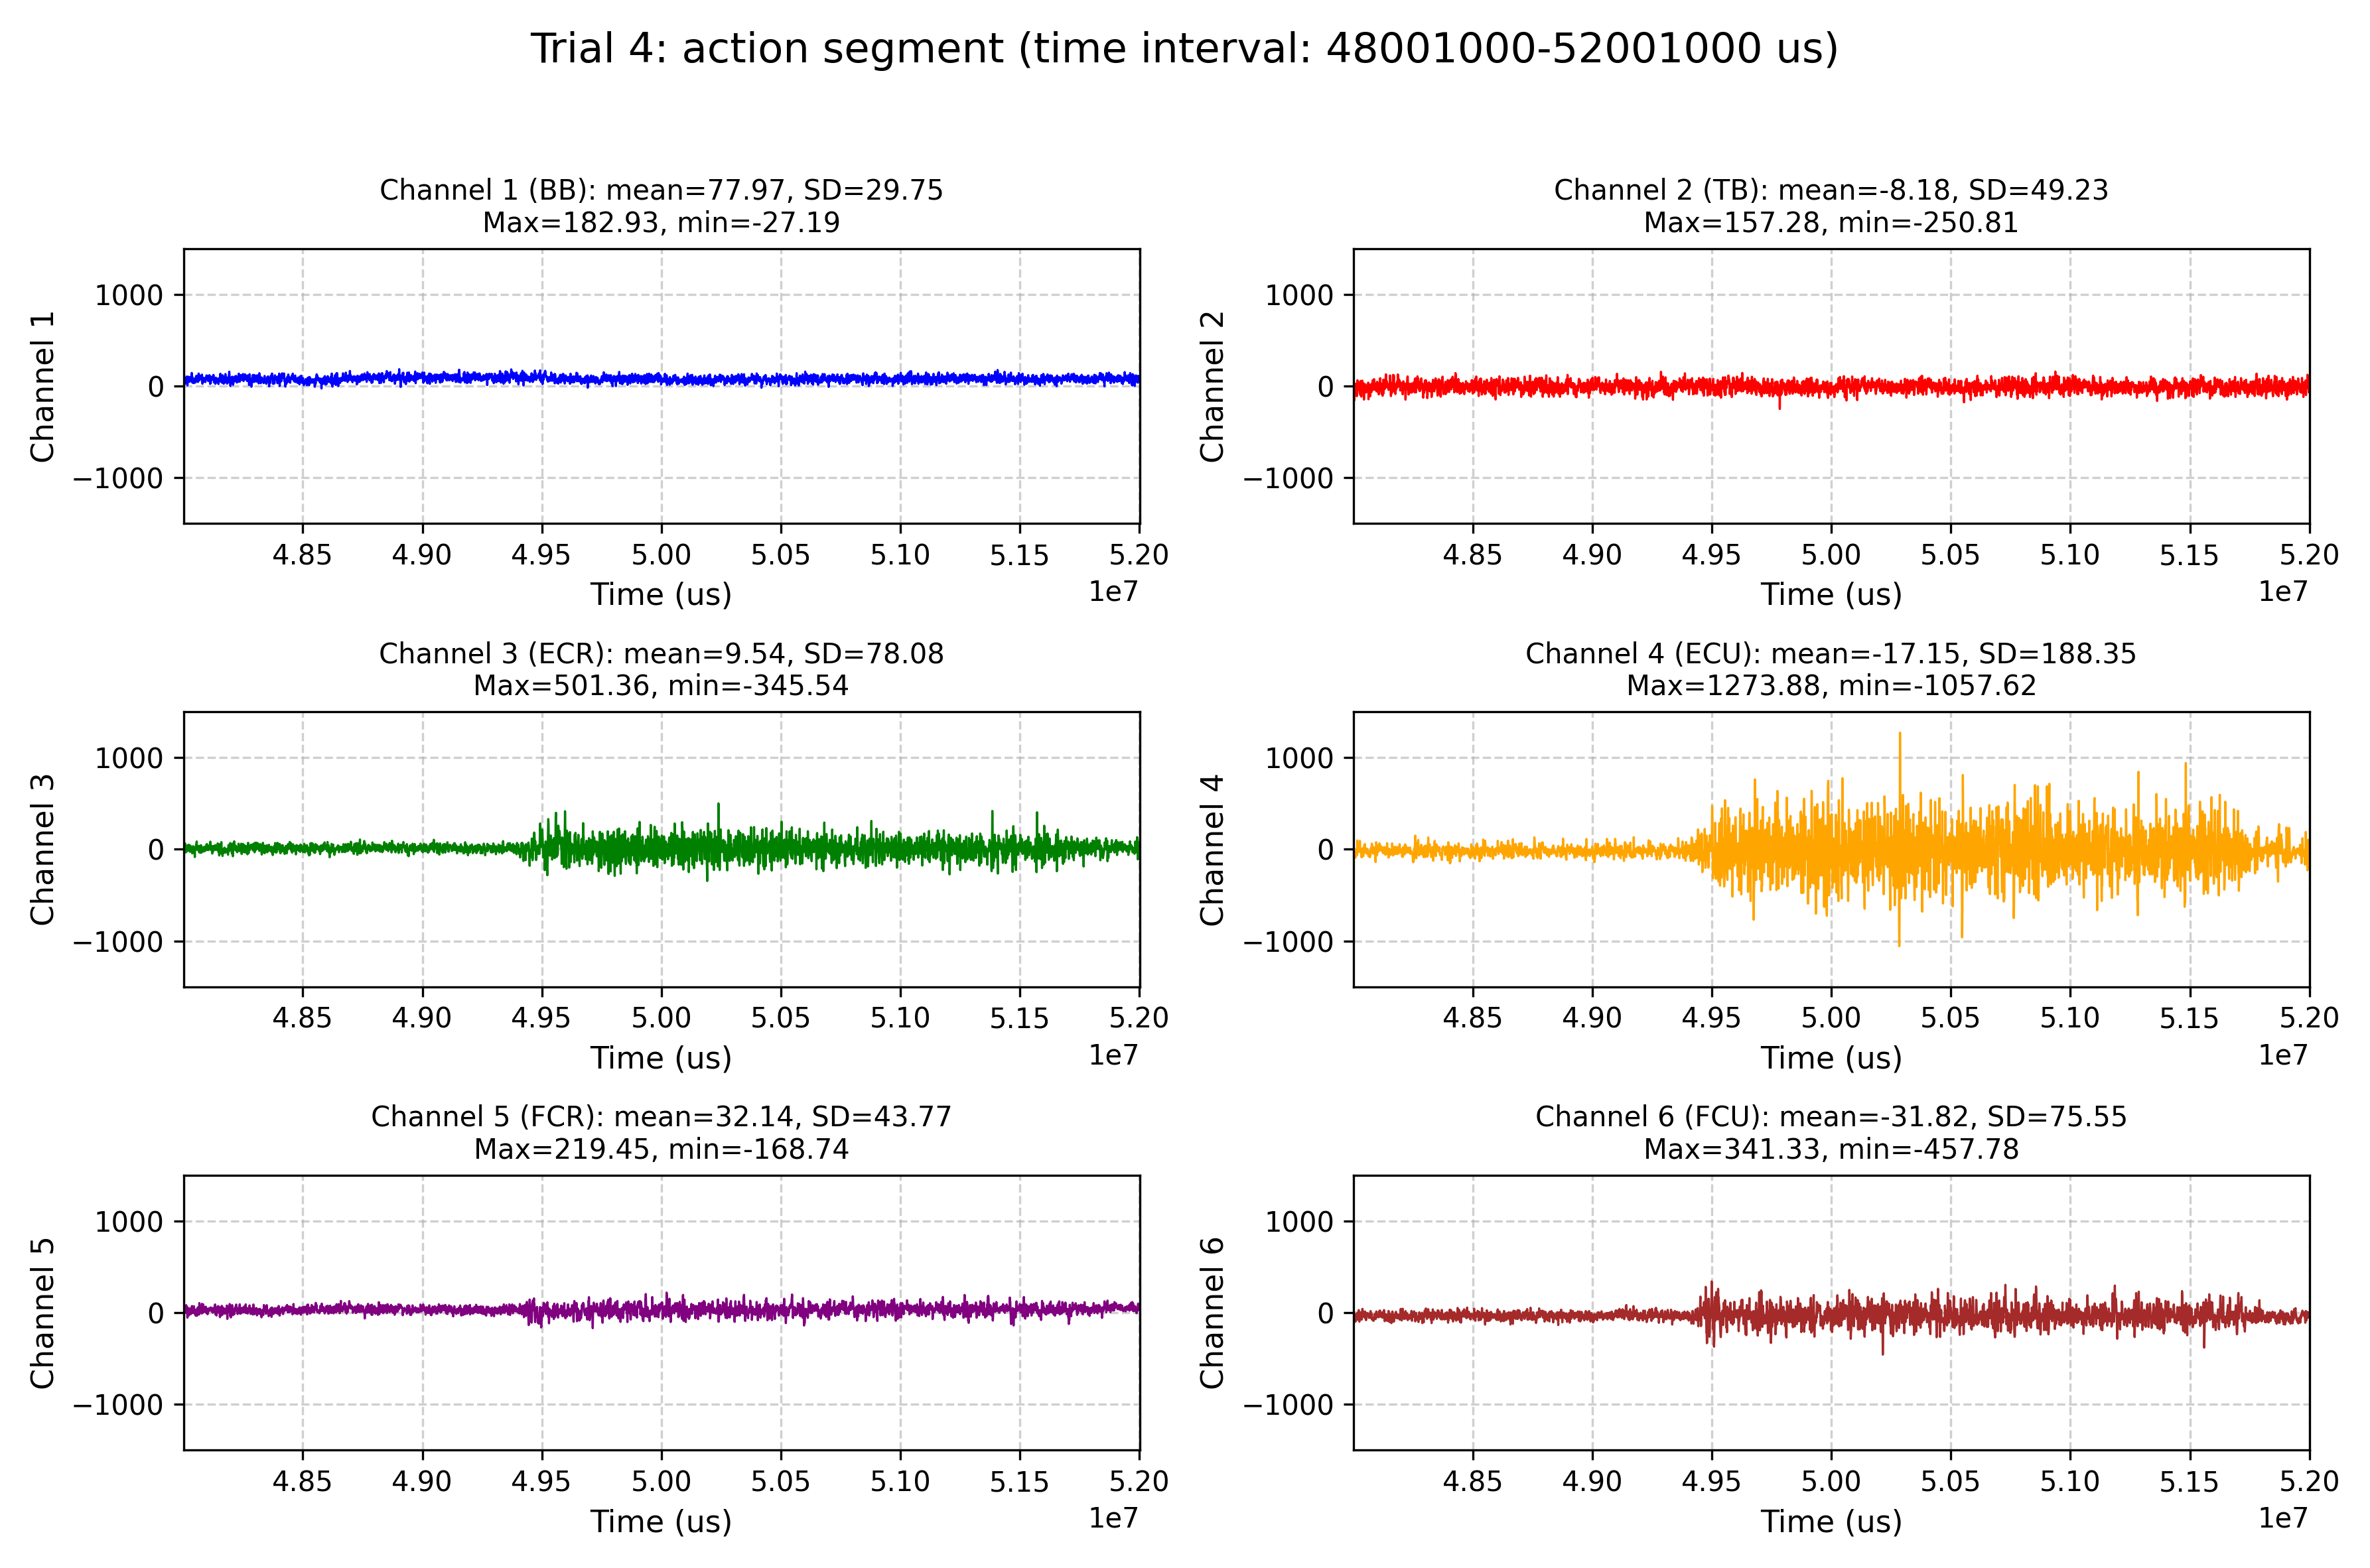 Trial 4: action segment (time interval: 48001000-52001000 us)
Channel 1 (BB): mean=77.97, SD=29.75
Max=182.93, min=-27.19
Channel 1
1000
0
−1000
4.85 4.90 4.95 5.00 5.05 5.10 5.15 5.20
1e7
Time (us)
Channel 2 (TB): mean=-8.18, SD=49.23
Max=157.28, min=-250.81
Channel 2
1000
0
−1000
4.85 4.90 4.95 5.00 5.05 5.10 5.15 5.20
1e7
Time (us)
Channel 3 (ECR): mean=9.54, SD=78.08
Max=501.36, min=-345.54
Channel 3
1000
0
−1000
4.85 4.90 4.95 5.00 5.05 5.10 5.15 5.20
1e7
Time (us)
Channel 4 (ECU): mean=-17.15, SD=188.35
Max=1273.88, min=-1057.62
Channel 4
1000
0
−1000
4.85 4.90 4.95 5.00 5.05 5.10 5.15 5.20
1e7
Time (us)
Channel 5 (FCR): mean=32.14, SD=43.77
Max=219.45, min=-168.74
Channel 5
1000
0
−1000
4.85 4.90 4.95 5.00 5.05 5.10 5.15 5.20
1e7
Time (us)
Channel 6 (FCU): mean=-31.82, SD=75.55
Max=341.33, min=-457.78
Channel 6
1000
0
−1000
4.85 4.90 4.95 5.00 5.05 5.10 5.15 5.20
1e7
Time (us)